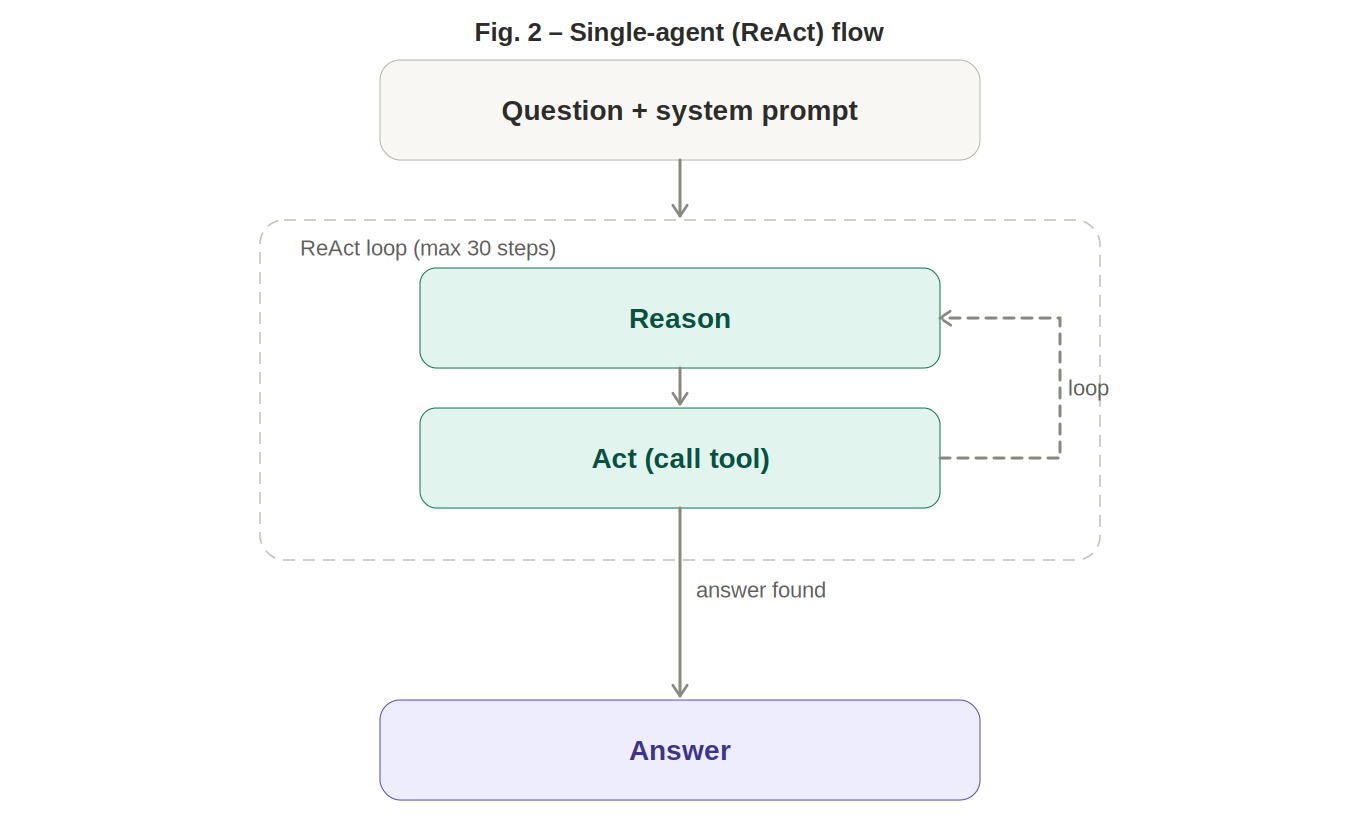 Fig. 2 – Single-agent (ReAct) flow
Question + system prompt
ReAct loop (max 30 steps)
Reason
loop
Act (call tool)
answer found
Answer